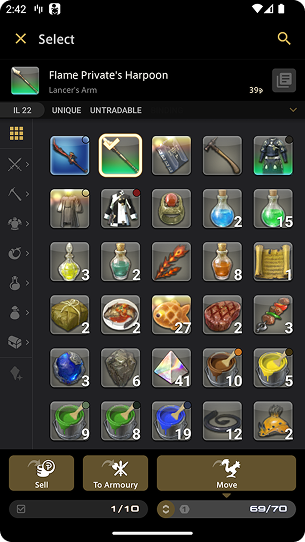 2:42
Select
Flame Private's Harpoon
Lancer's Arm
39
IL 22 UNIQUE UNTRADABLE
2 15
3 2 8 1
2 2 27 2 3
3 6 41 10 5
9 8 19 12 2
Sell To Armoury Move
1/10 1 69/70